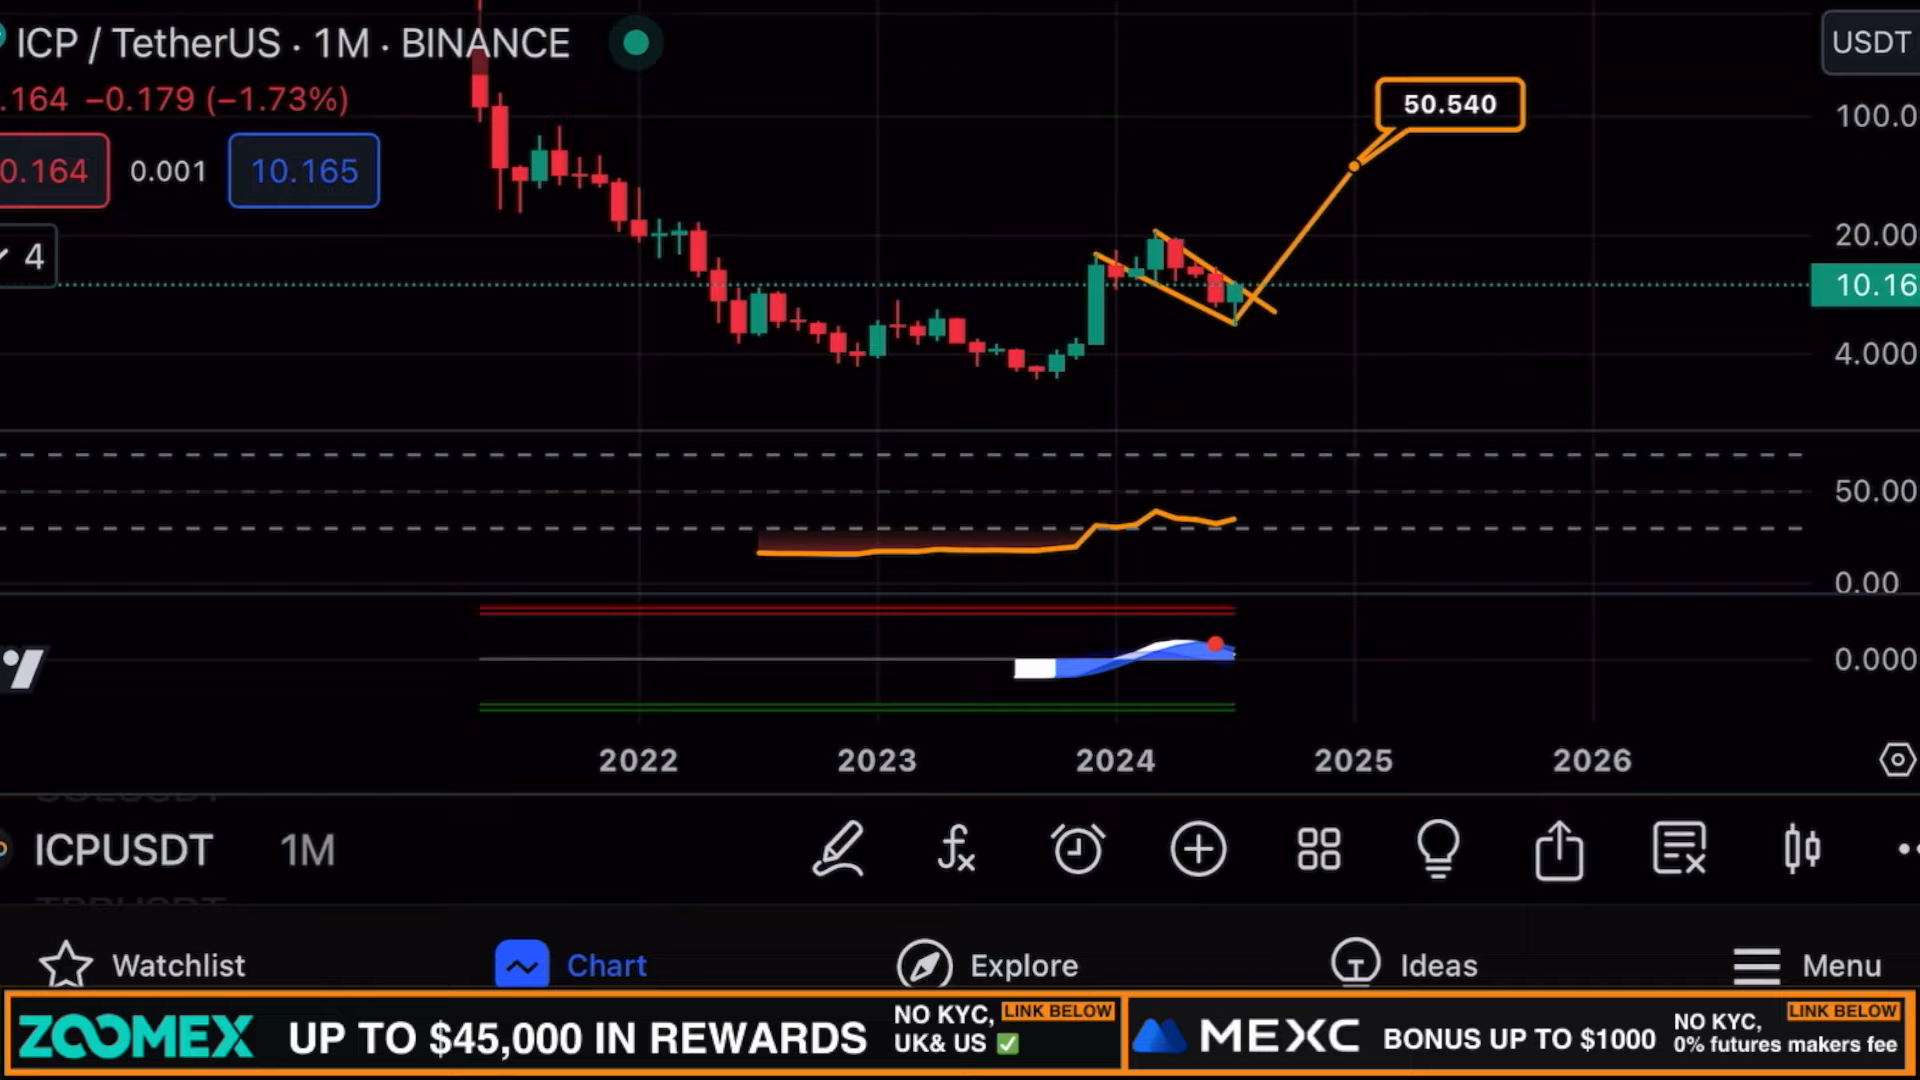 ICP / TetherUS · 1M · BINANCE
USDT
.164 −0.179 (−1.73%)
50.540
100.0
0.164
0.001
10.165
20.00
4
10.16
4.000
50.00
0.00
0.000
2022
2023
2024
2025
2026
ICPUSDT 1M
Watchlist
Chart
Explore
Ideas
Menu
ZOOMEX
UP TO $45,000 IN REWARDS
NO KYC, LINK BELOW
UK& US ✅
MEXC
BONUS UP TO $1000
LINK BELOW
NO KYC,
0% futures makers fee